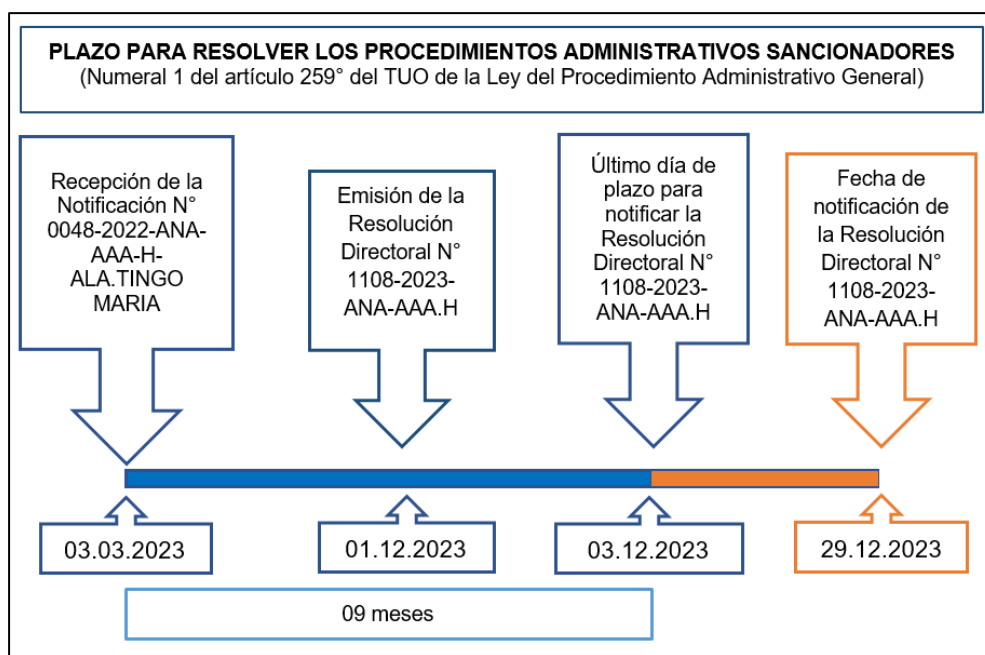 PLAZO PARA RESOLVER LOS PROCEDIMIENTOS ADMINISTRATIVOS SANCIONADORES
(Numeral 1 del artículo 259° del TUO de la Ley del Procedimiento Administrativo General)
Recepción de la
Notificación N°
0048-2022-ANA-
AAA-H-
ALA.TINGO
MARIA
Emisión de la
Resolución
Directoral N°
1108-2023-
ANA-AAA.H
Último día de
plazo para
notificar la
Resolución
Directoral N°
1108-2023-
ANA-AAA.H
Fecha de
notificación de
la Resolución
Directoral N°
1108-2023-
ANA-AAA.H
03.03.2023
01.12.2023
03.12.2023
29.12.2023
09 meses